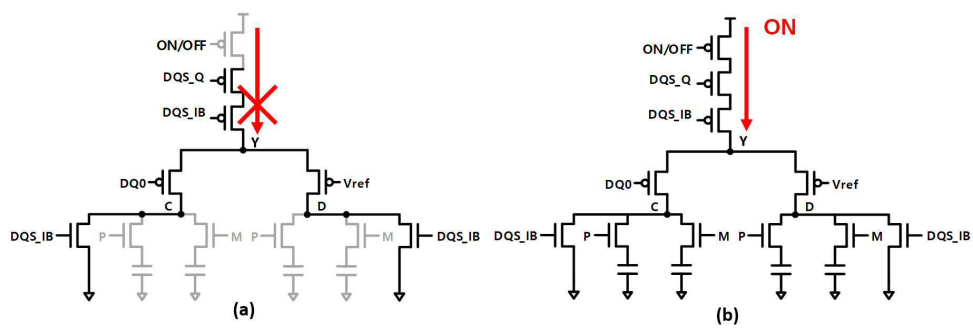 ON/OFF
DQS_Q
DQS_IB
Y
DQ0
Vref
C
D
DQS_IB
P
M
P
M
DQS_IB
(a)
ON
ON/OFF
DQS_Q
DQS_IB
Y
DQ0
Vref
C
D
DQS_IB
P
M
P
M
DQS_IB
(b)